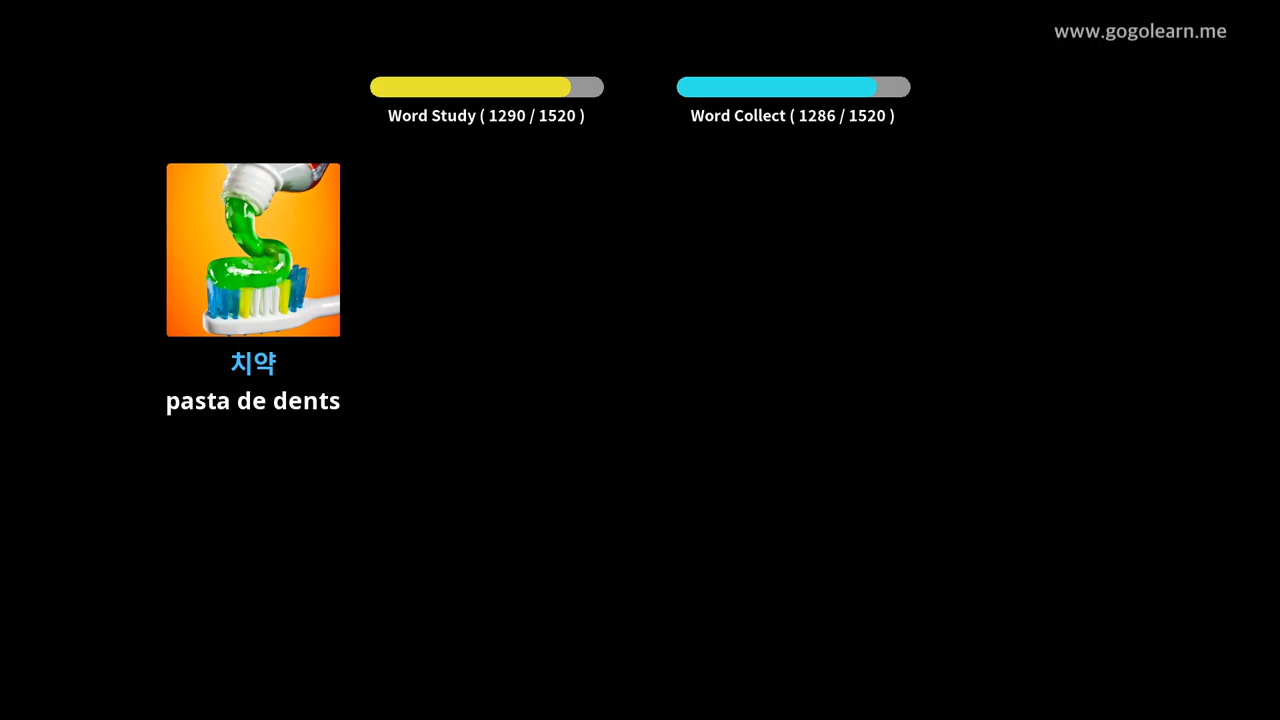 www.gogolearn.me
Word Study ( 1290 / 1520 )
Word Collect ( 1286 / 1520 )
치약
pasta de dents